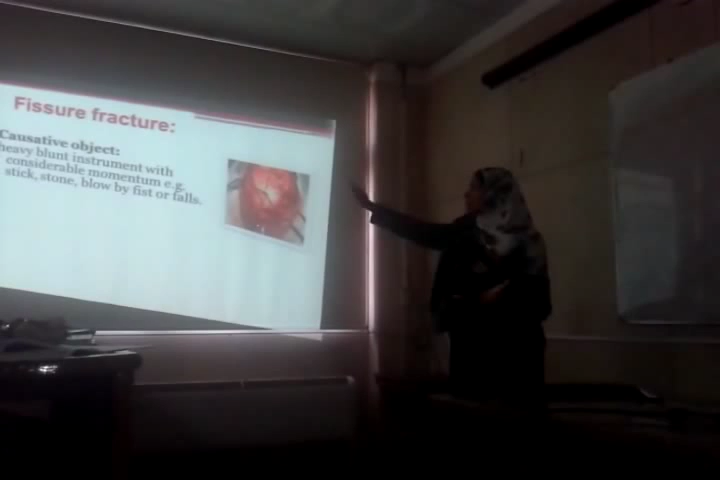 Fissure fracture:
Causative object:
heavy blunt instrument with
considerable momentum e.g.
stick, stone, blow by fist or falls.